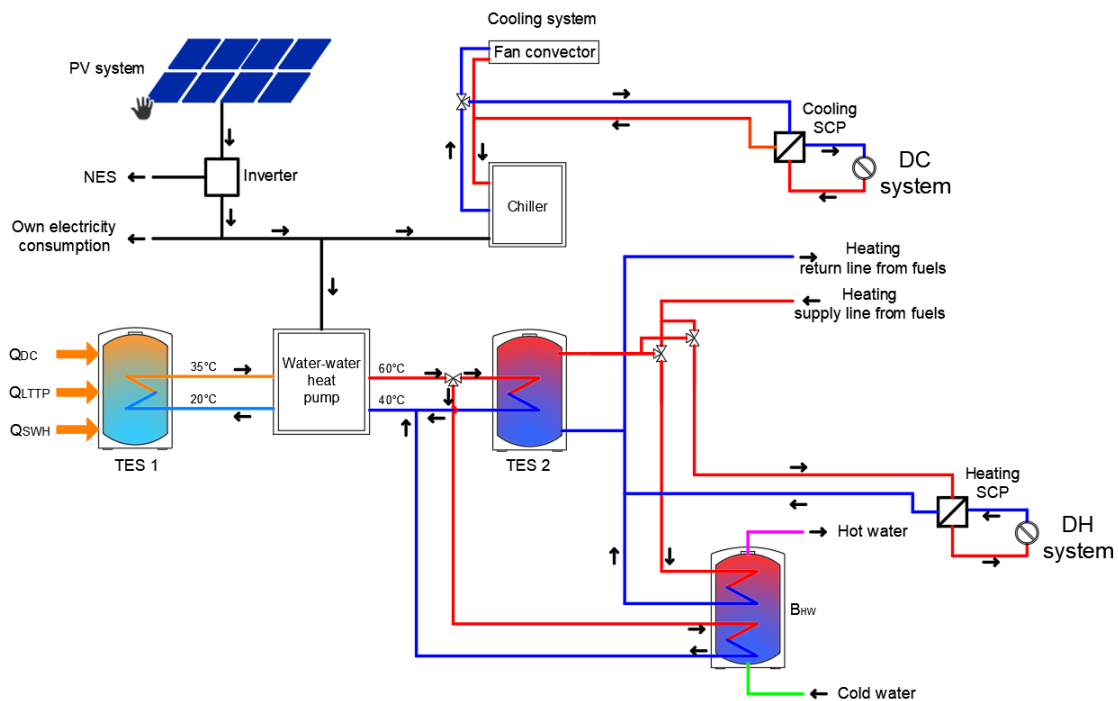 Cooling system
Fan convector
PV system
Cooling
SCP
DC
system
NES
Inverter
Chiller
Own electricity
consumption
Heating
return line from fuels
Heating
supply line from fuels
QDC
QLTTP
QSWH
35°C
20°C
Water-water
heat
pump
60°C
40°C
TES 1
TES 2
Heating
SCP
DH
system
Hot water
BHW
Cold water